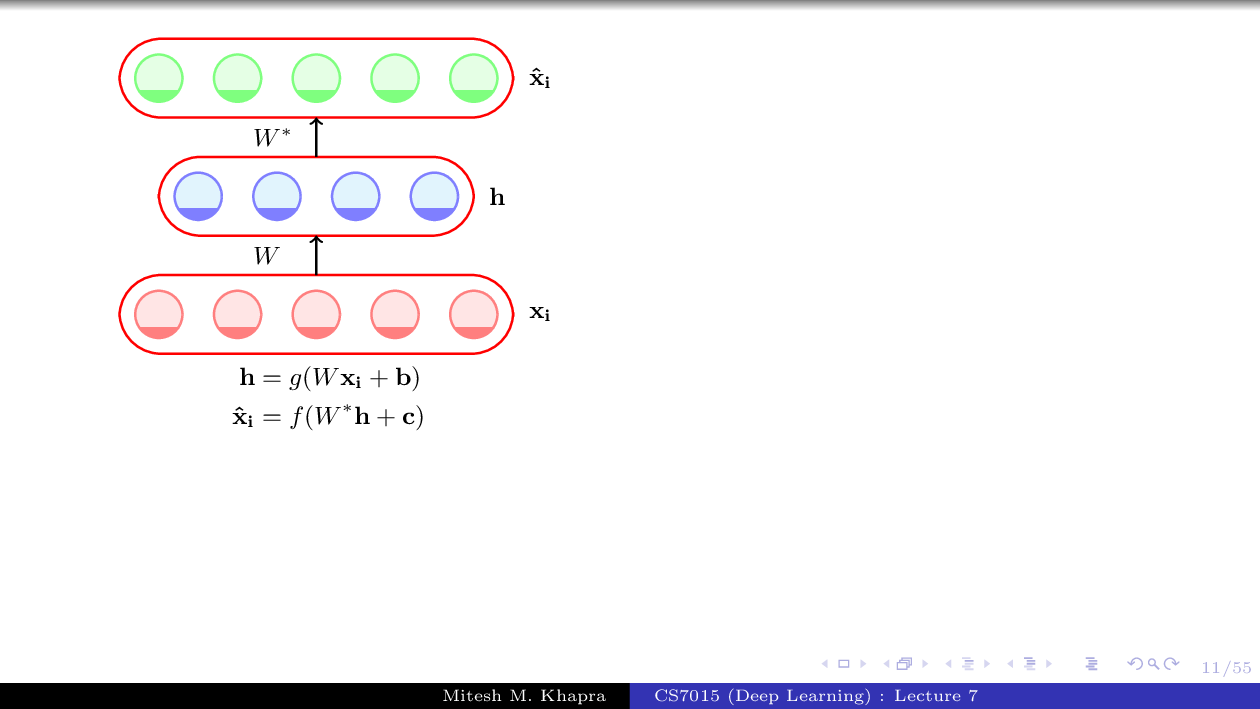 x̂ᵢ
W*
h
W
xᵢ
h = g(Wxᵢ + b)
x̂ᵢ = f(W*h + c)
11/55
Mitesh M. Khapra CS7015 (Deep Learning) : Lecture 7